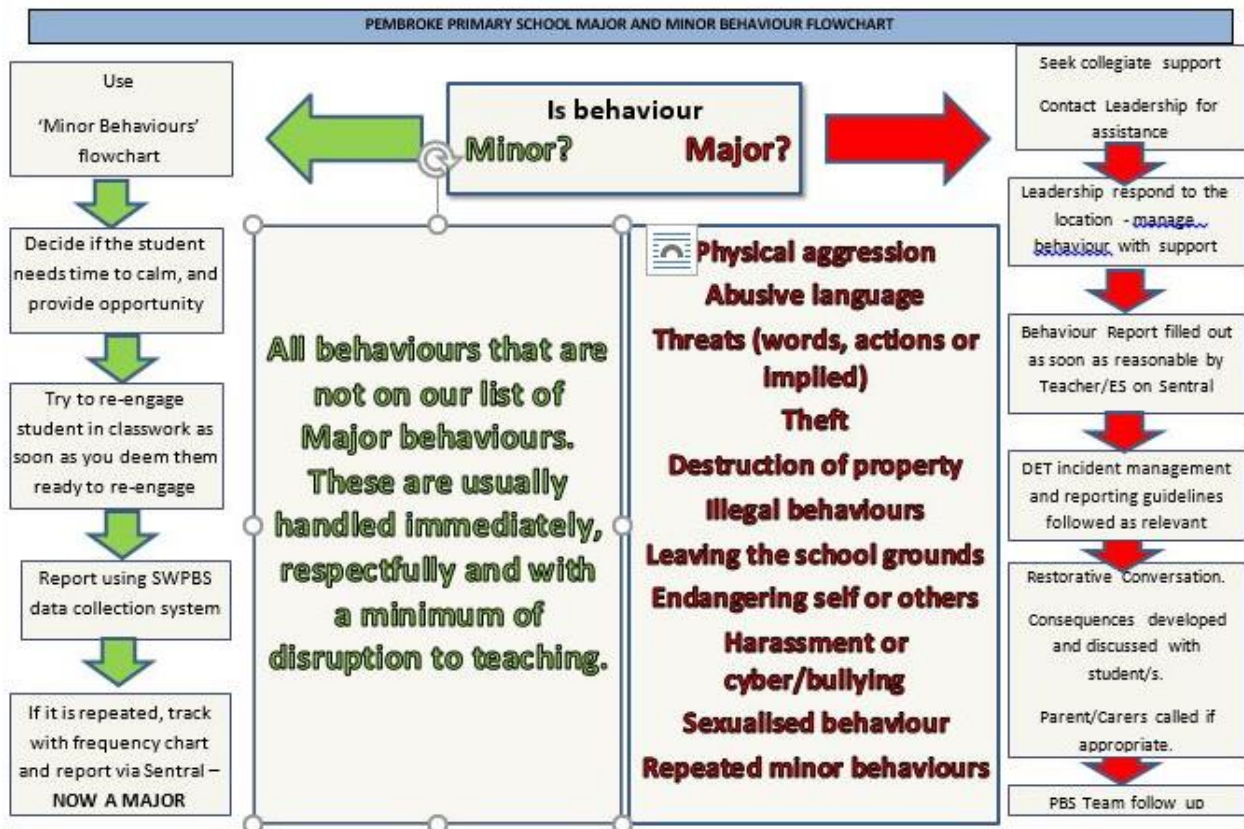 PEMBROKE PRIMARY SCHOOL MAJOR AND MINOR BEHAVIOUR FLOWCHART
Use
‘Minor Behaviours’
flowchart
Decide if the student
needs time to calm, and
provide opportunity
Try to re-engage
student in classwork as
soon as you deem them
ready to re-engage
Report using SWPBS
data collection system
If it is repeated, track
with frequency chart
and report via Sentral –
NOW A MAJOR
Is behaviour
Minor? Major?
All behaviours that are
not on our list of
Major behaviours.
These are usually
handled immediately,
respectfully and with
a minimum of
disruption to teaching.
Physical aggression
Abusive language
Threats (words, actions or
implied)
Theft
Destruction of property
Illegal behaviours
Leaving the school grounds
Endangering self or others
Harassment or
cyber/bullying
Sexualised behaviour
Repeated minor behaviours
Seek collegiate support
Contact Leadership for
assistance
Leadership respond to the
location - manage
behaviour with support
Behaviour Report filled out
as soon as reasonable by
Teacher/ES on Sentral
DET incident management
and reporting guidelines
followed as relevant
Restorative Conversation.
Consequences developed
and discussed with
student/s.
Parent/Carers called if
appropriate.
PBS Team follow up